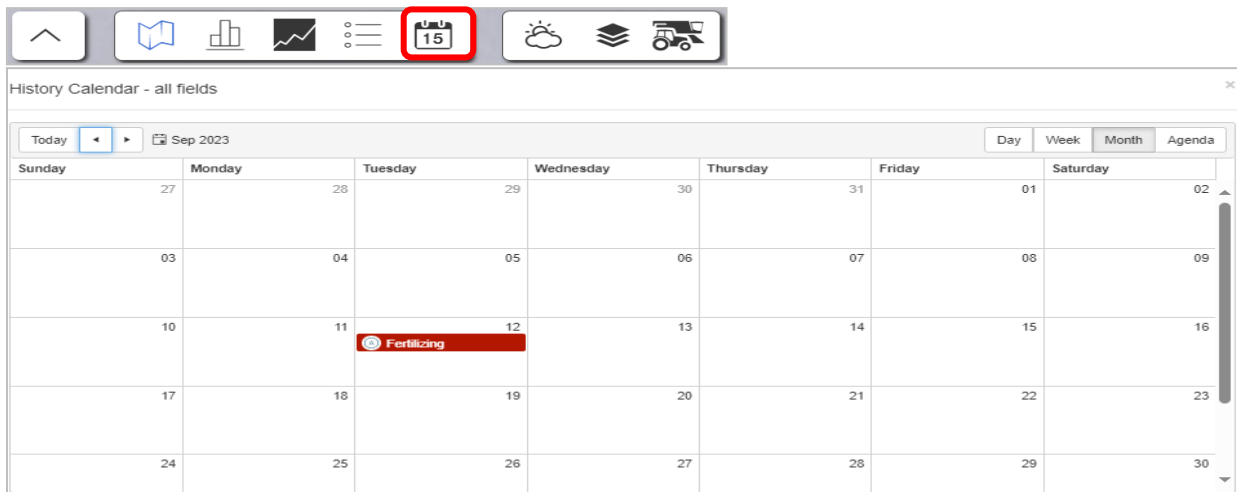 15
History Calendar - all fields
×
Today Sep 2023 Day Week Month Agenda
Sunday Monday Tuesday Wednesday Thursday Friday Saturday
27 28 29 30 31 01 02
03 04 05 06 07 08 09
10 11 12 13 14 15 16
Fertilizing
17 18 19 20 21 22 23
24 25 26 27 28 29 30